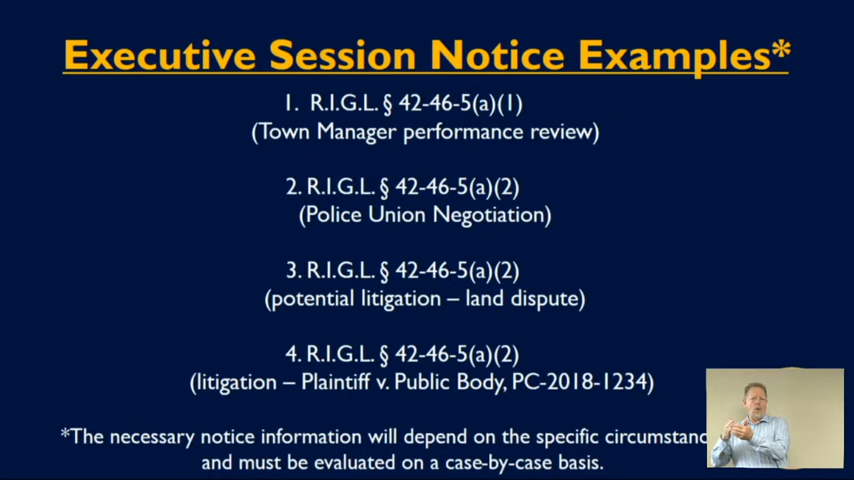 Executive Session Notice Examples*
1. R.I.G.L. § 42-46-5(a)(1)
(Town Manager performance review)
2. R.I.G.L. § 42-46-5(a)(2)
(Police Union Negotiation)
3. R.I.G.L. § 42-46-5(a)(2)
(potential litigation – land dispute)
4. R.I.G.L. § 42-46-5(a)(2)
(litigation – Plaintiff v. Public Body, PC-2018-1234)
*The necessary notice information will depend on the specific
and must be evaluated on a case-by-case basis.